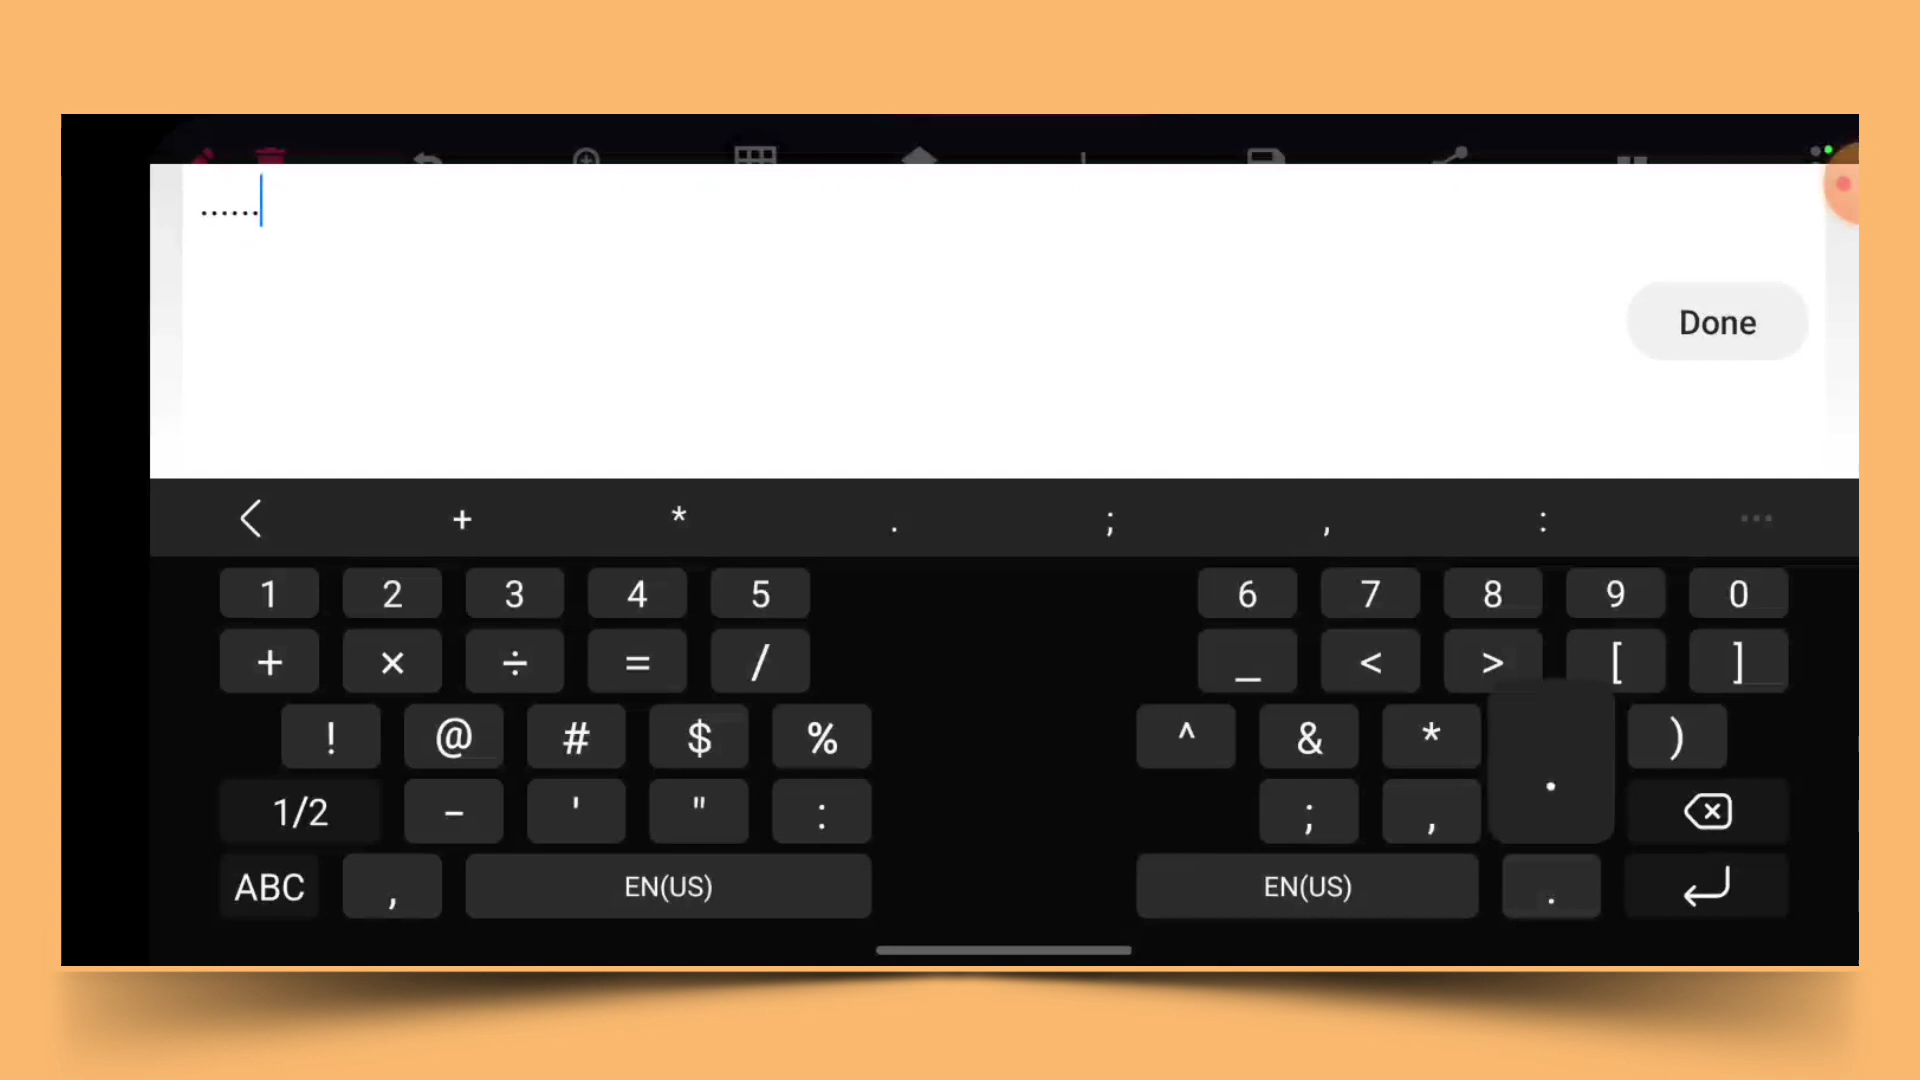 ......
Done
+ * . ; , : ...
1 2 3 4 5 6 7 8 9 0
+ × ÷ = / _ < > [ ]
! @ # $ % ^ & * )
1/2 - ' " : ; , .
ABC , EN(US) EN(US) .